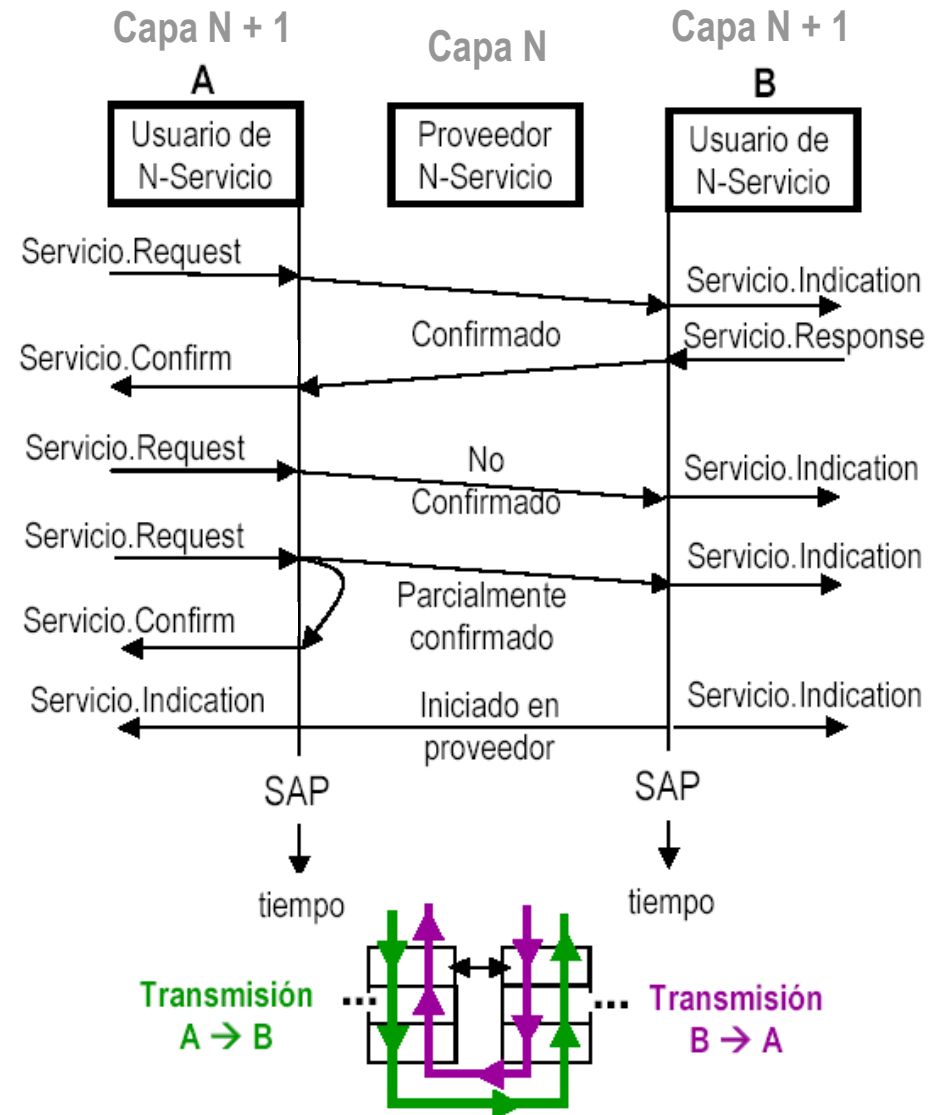 Capa N + 1
Capa N
Capa N + 1
A
B
Usuario de
N-Servicio
Proveedor
N-Servicio
Usuario de
N-Servicio
Servicio.Request
Servicio.Indication
Confirmado
Servicio.Response
Servicio.Confirm
Servicio.Request
No
Confirmado
Servicio.Indication
Servicio.Request
Servicio.Indication
Parcialmente
confirmado
Servicio.Confirm
Servicio.Indication
Iniciado en
proveedor
Servicio.Indication
SAP
SAP
tiempo
tiempo
Transmisión
A → B
...
...
Transmisión
B → A